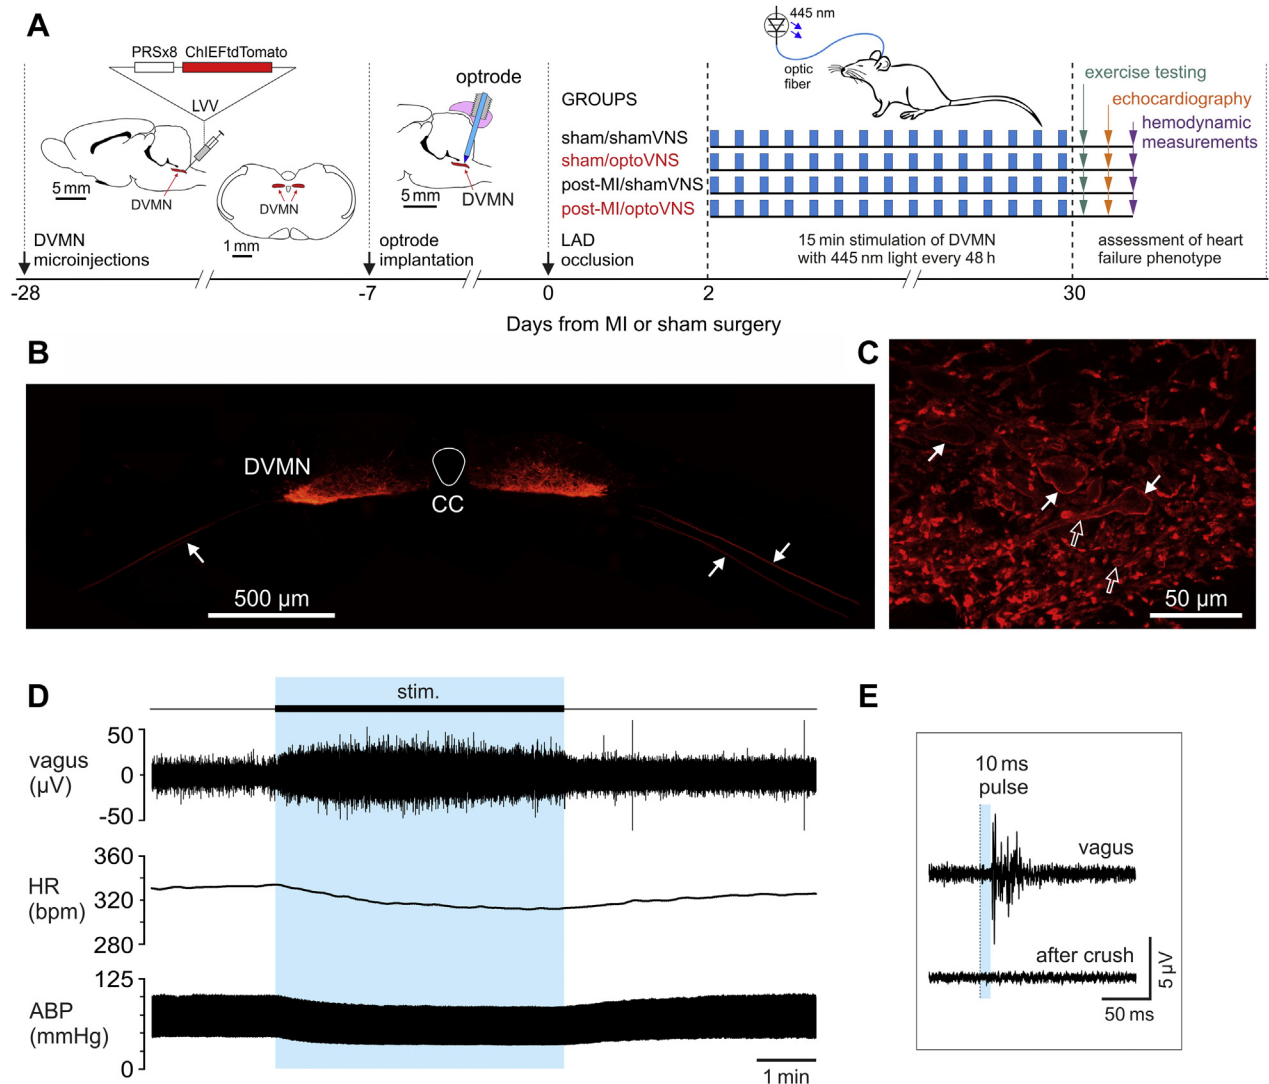 A
PRSx8 ChIEFtdTomato
LVV
5 mm
DVMN
DVMN
1 mm
optrode
5 mm
DVMN
445 nm
optic
fiber
GROUPS
sham/shamVNS
sham/optoVNS
post-MI/shamVNS
post-MI/optoVNS
exercise testing
echocardiography
hemodynamic
measurements
DVMN
microinjections
optrode
implantation
LAD
occlusion
15 min stimulation of DVMN
with 445 nm light every 48 h
assessment of heart
failure phenotype
-28 -7 0 2 30
Days from MI or sham surgery
B
DVMN
CC
500 µm
C
50 µm
D
stim.
vagus
(µV)
50
0
-50
HR
(bpm)
360
320
280
ABP
(mmHg)
125
0
1 min
E
10 ms
pulse
vagus
after crush
5 µV
50 ms